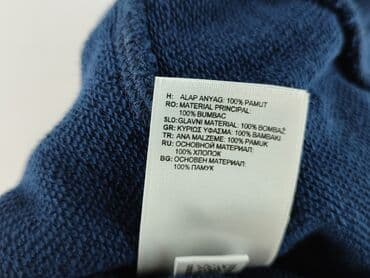 H: ALAP ANYAG: 100% PAMUT
RO: MATERIAL PRINCIPAL:
100% BUMBAC
SLO: GLAVNI MATERIAL: 100% BOMBAŽ
GR: ΚΥΡΙΟΣ ΥΦΑΣΜΑ: 100% ΒΑΜΒΑΚΙ
TR: ANA MALZEME: 100% PAMUK
RU: ОСНОВНОЙ МАТЕРИАЛ:
100% ХЛОПОК
BG: ОСНОВЕН МАТЕРИАЛ:
100% ПАМУК